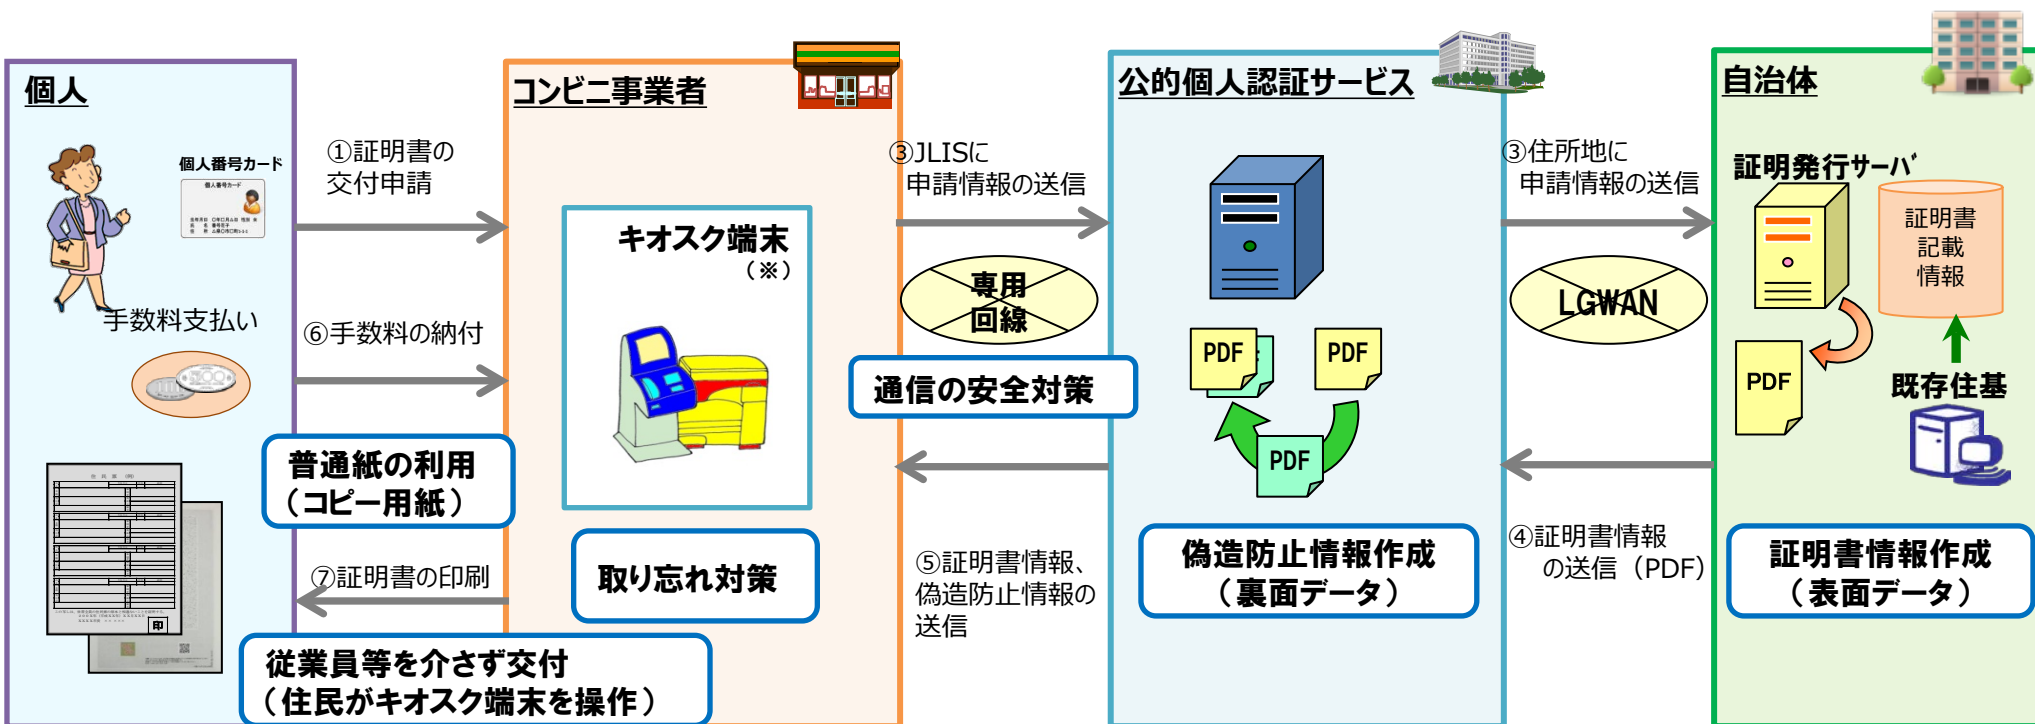 個人
個人番号カード
個人番号カード
①証明書の
交付申請
手数料支払い
⑥手数料の納付
普通紙の利用
（コピー用紙）
⑦証明書の印刷
印
従業員等を介さず交付
（住民がキオスク端末を操作）
コンビニ事業者
キオスク端末
（※）
取り忘れ対策
③JLISに
申請情報の送信
専用
回線
通信の安全対策
⑤証明書情報、
偽造防止情報の
送信
公的個人認証サービス
PDF
PDF
PDF
偽造防止情報作成
（裏面データ）
③住所地に
申請情報の送信
LGWAN
④証明書情報
の送信（PDF）
自治体
証明発行サーバ
証明書
記載
情報
PDF
既存住基
証明書情報作成
（表面データ）